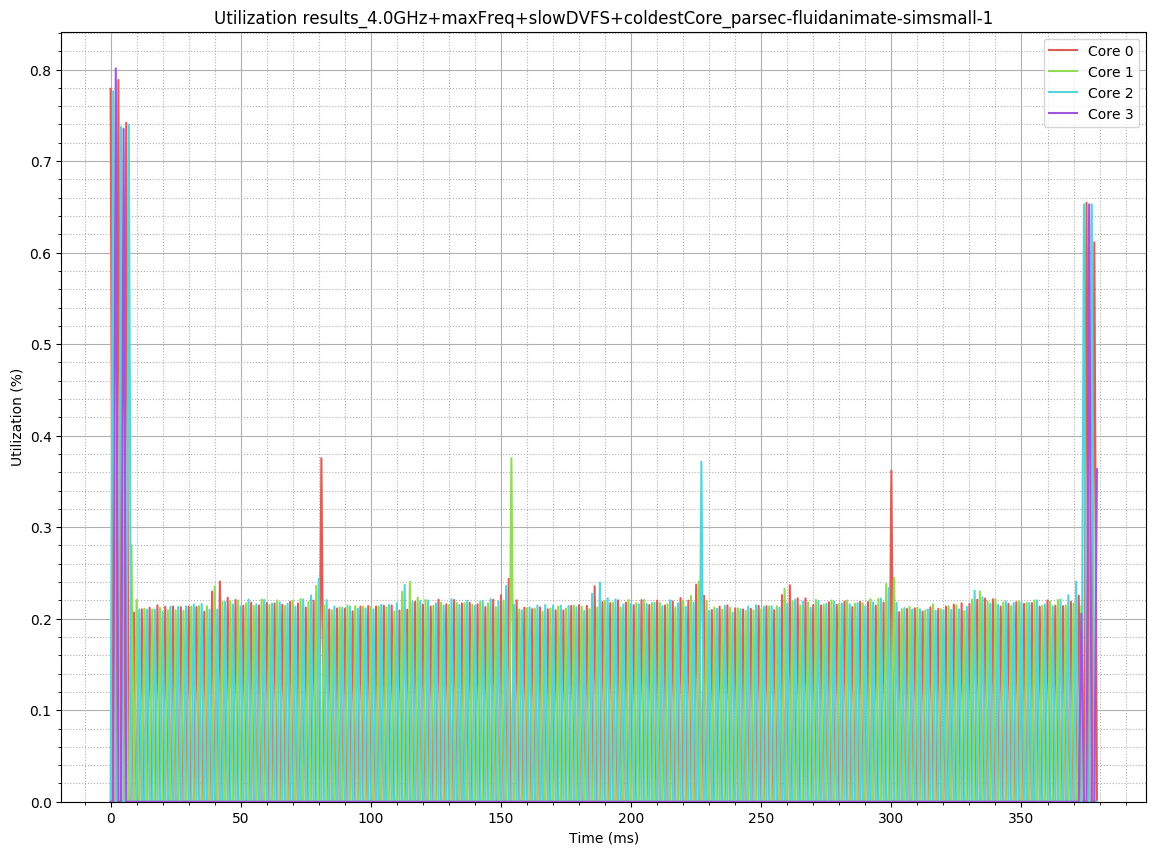 Utilization results_4.0GHz+maxFreq+slowDVFS+coldestCore_parsec-fluidanimate-simsmall-1
Core 0
Core 1
Core 2
Core 3
Utilization (%)
0.8
0.7
0.6
0.5
0.4
0.3
0.2
0.1
0.0
0 50 100 150 200 250 300 350
Time (ms)